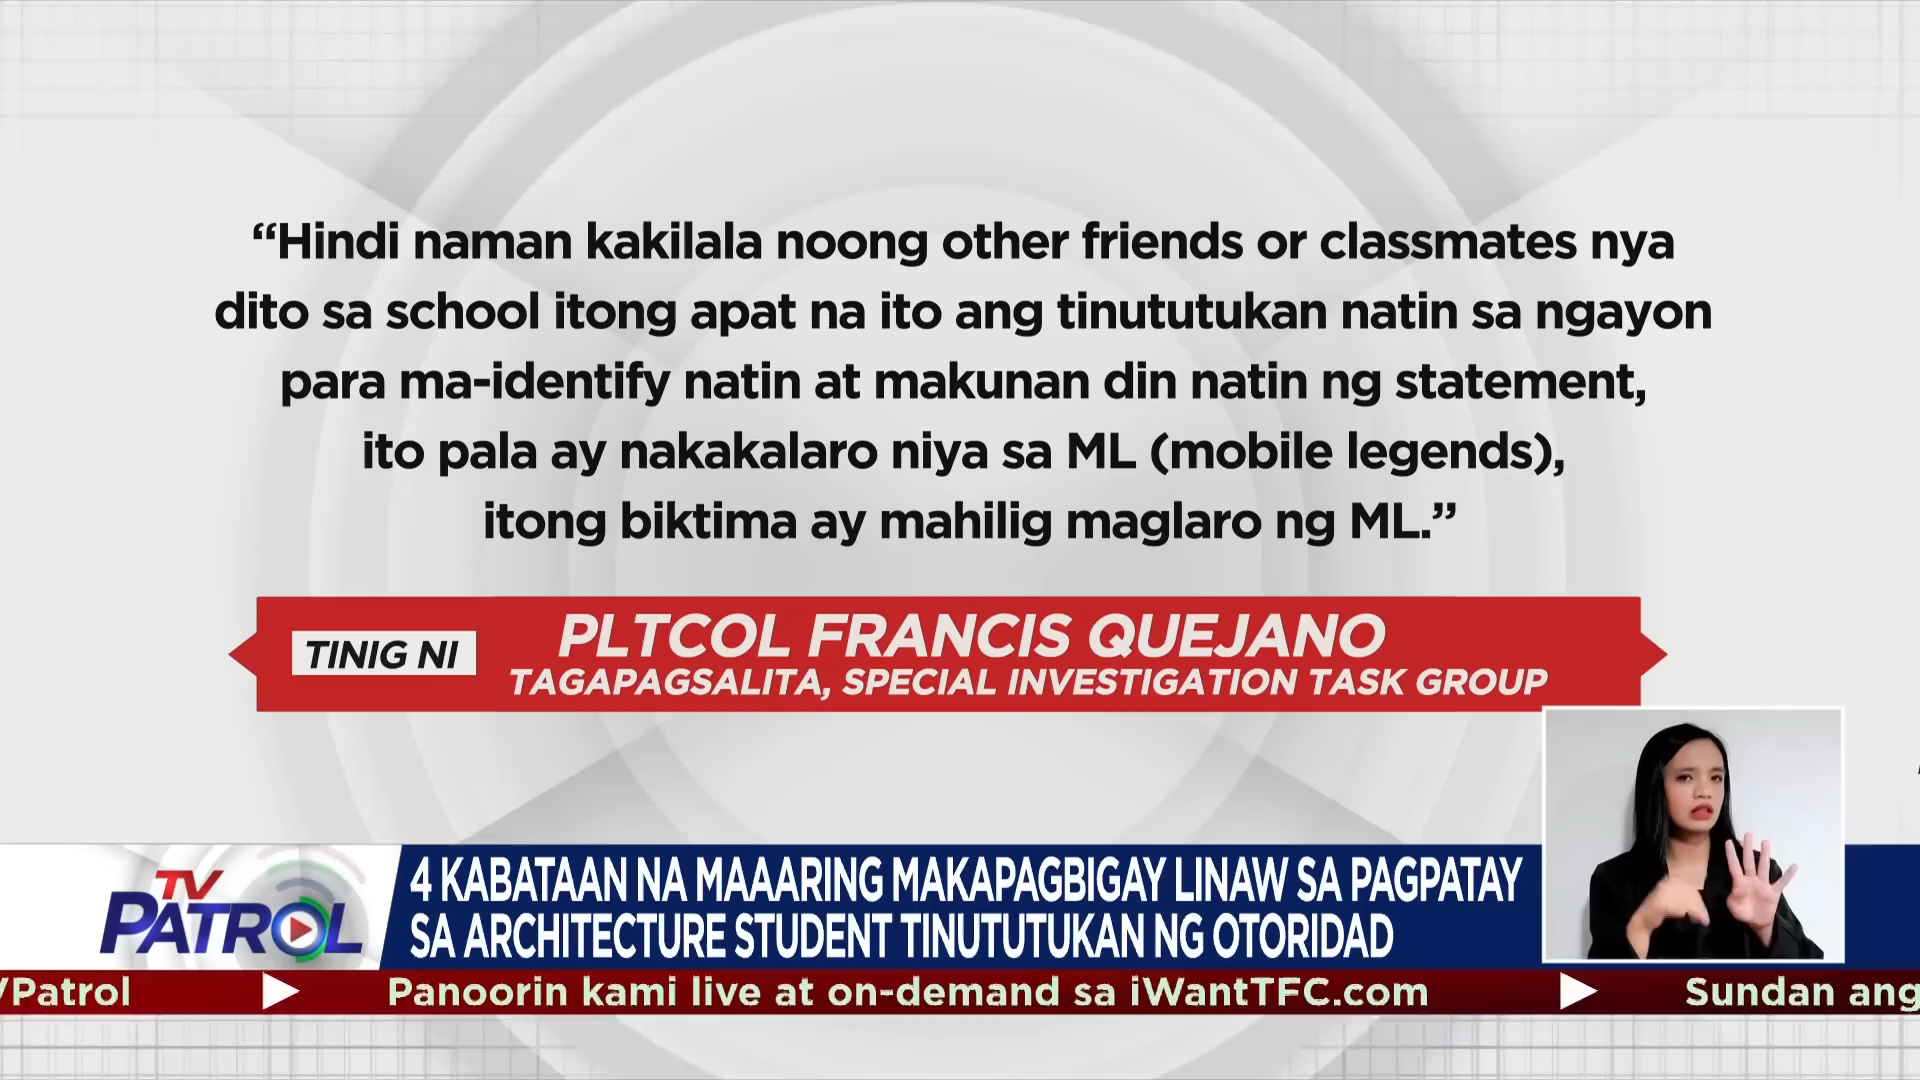 “Hindi naman kakilala noong other friends or classmates nya
dito sa school itong apat na ito ang tinututukan natin sa ngayon
para ma-identify natin at makunan din natin ng statement,
ito pala ay nakakalaro niya sa ML (mobile legends),
itong biktima ay mahilig maglaro ng ML.”
TINIG NI
PLTCOL FRANCIS QUEJANO
TAGAPAGSALITA, SPECIAL INVESTIGATION TASK GROUP
TV
PATROL
4 KABATAAN NA MAAARING MAKAPAGBIGAY LINAW SA PAGPATAY
SA ARCHITECTURE STUDENT TINUTUTUKAN NG OTORIDAD
/Patrol
Panoorin kami live at on-demand sa iWantTFC.com
Sundan ang